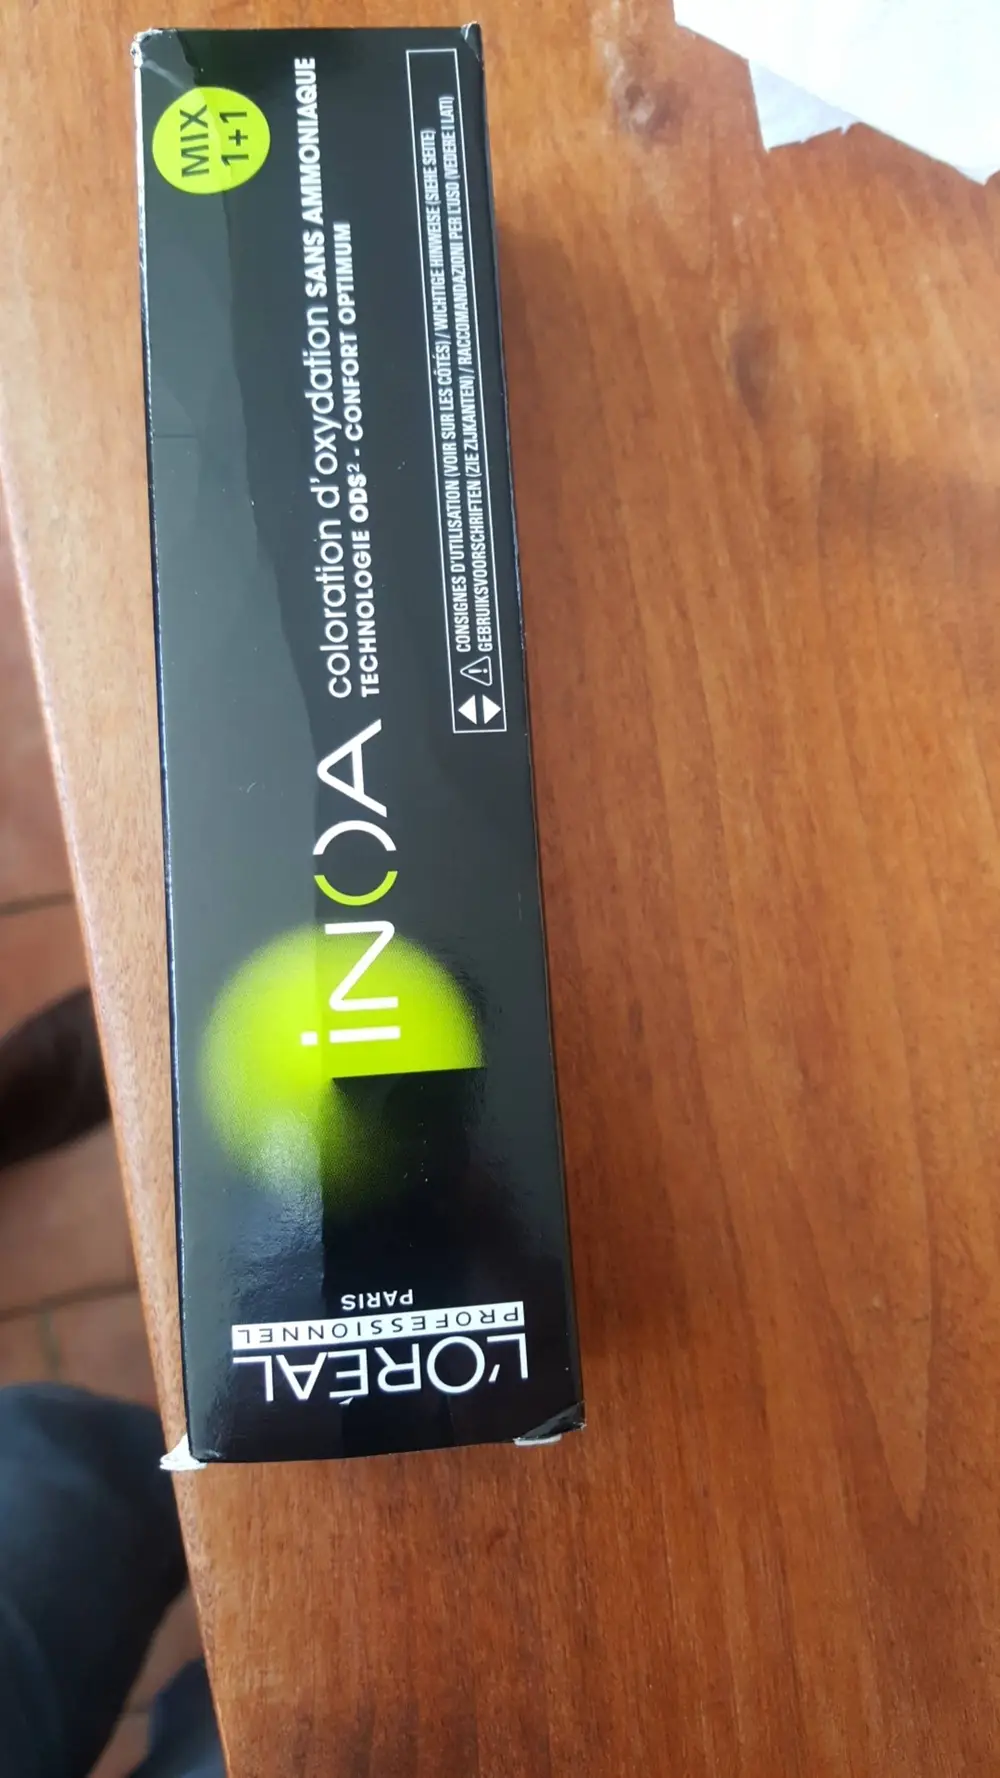 MIX
1+1
coloration d'oxydation SANS AMMONIAQUE
TECHNOLOGIE ODS² - CONFORT OPTIMUM
iNOA
CONSIGNES D'UTILISATION (VOIR SUR LES CÔTÉS) / WICHTIGE HINWEISE (SIEHE SEITE)
GEBRUIKSVOORSCHRIFTEN (ZIE ZIJKANTEN) / RACCOMANDAZIONI PER L'USO (VEDERE I LATI)
L'ORÉAL
PROFESSIONNEL
PARIS